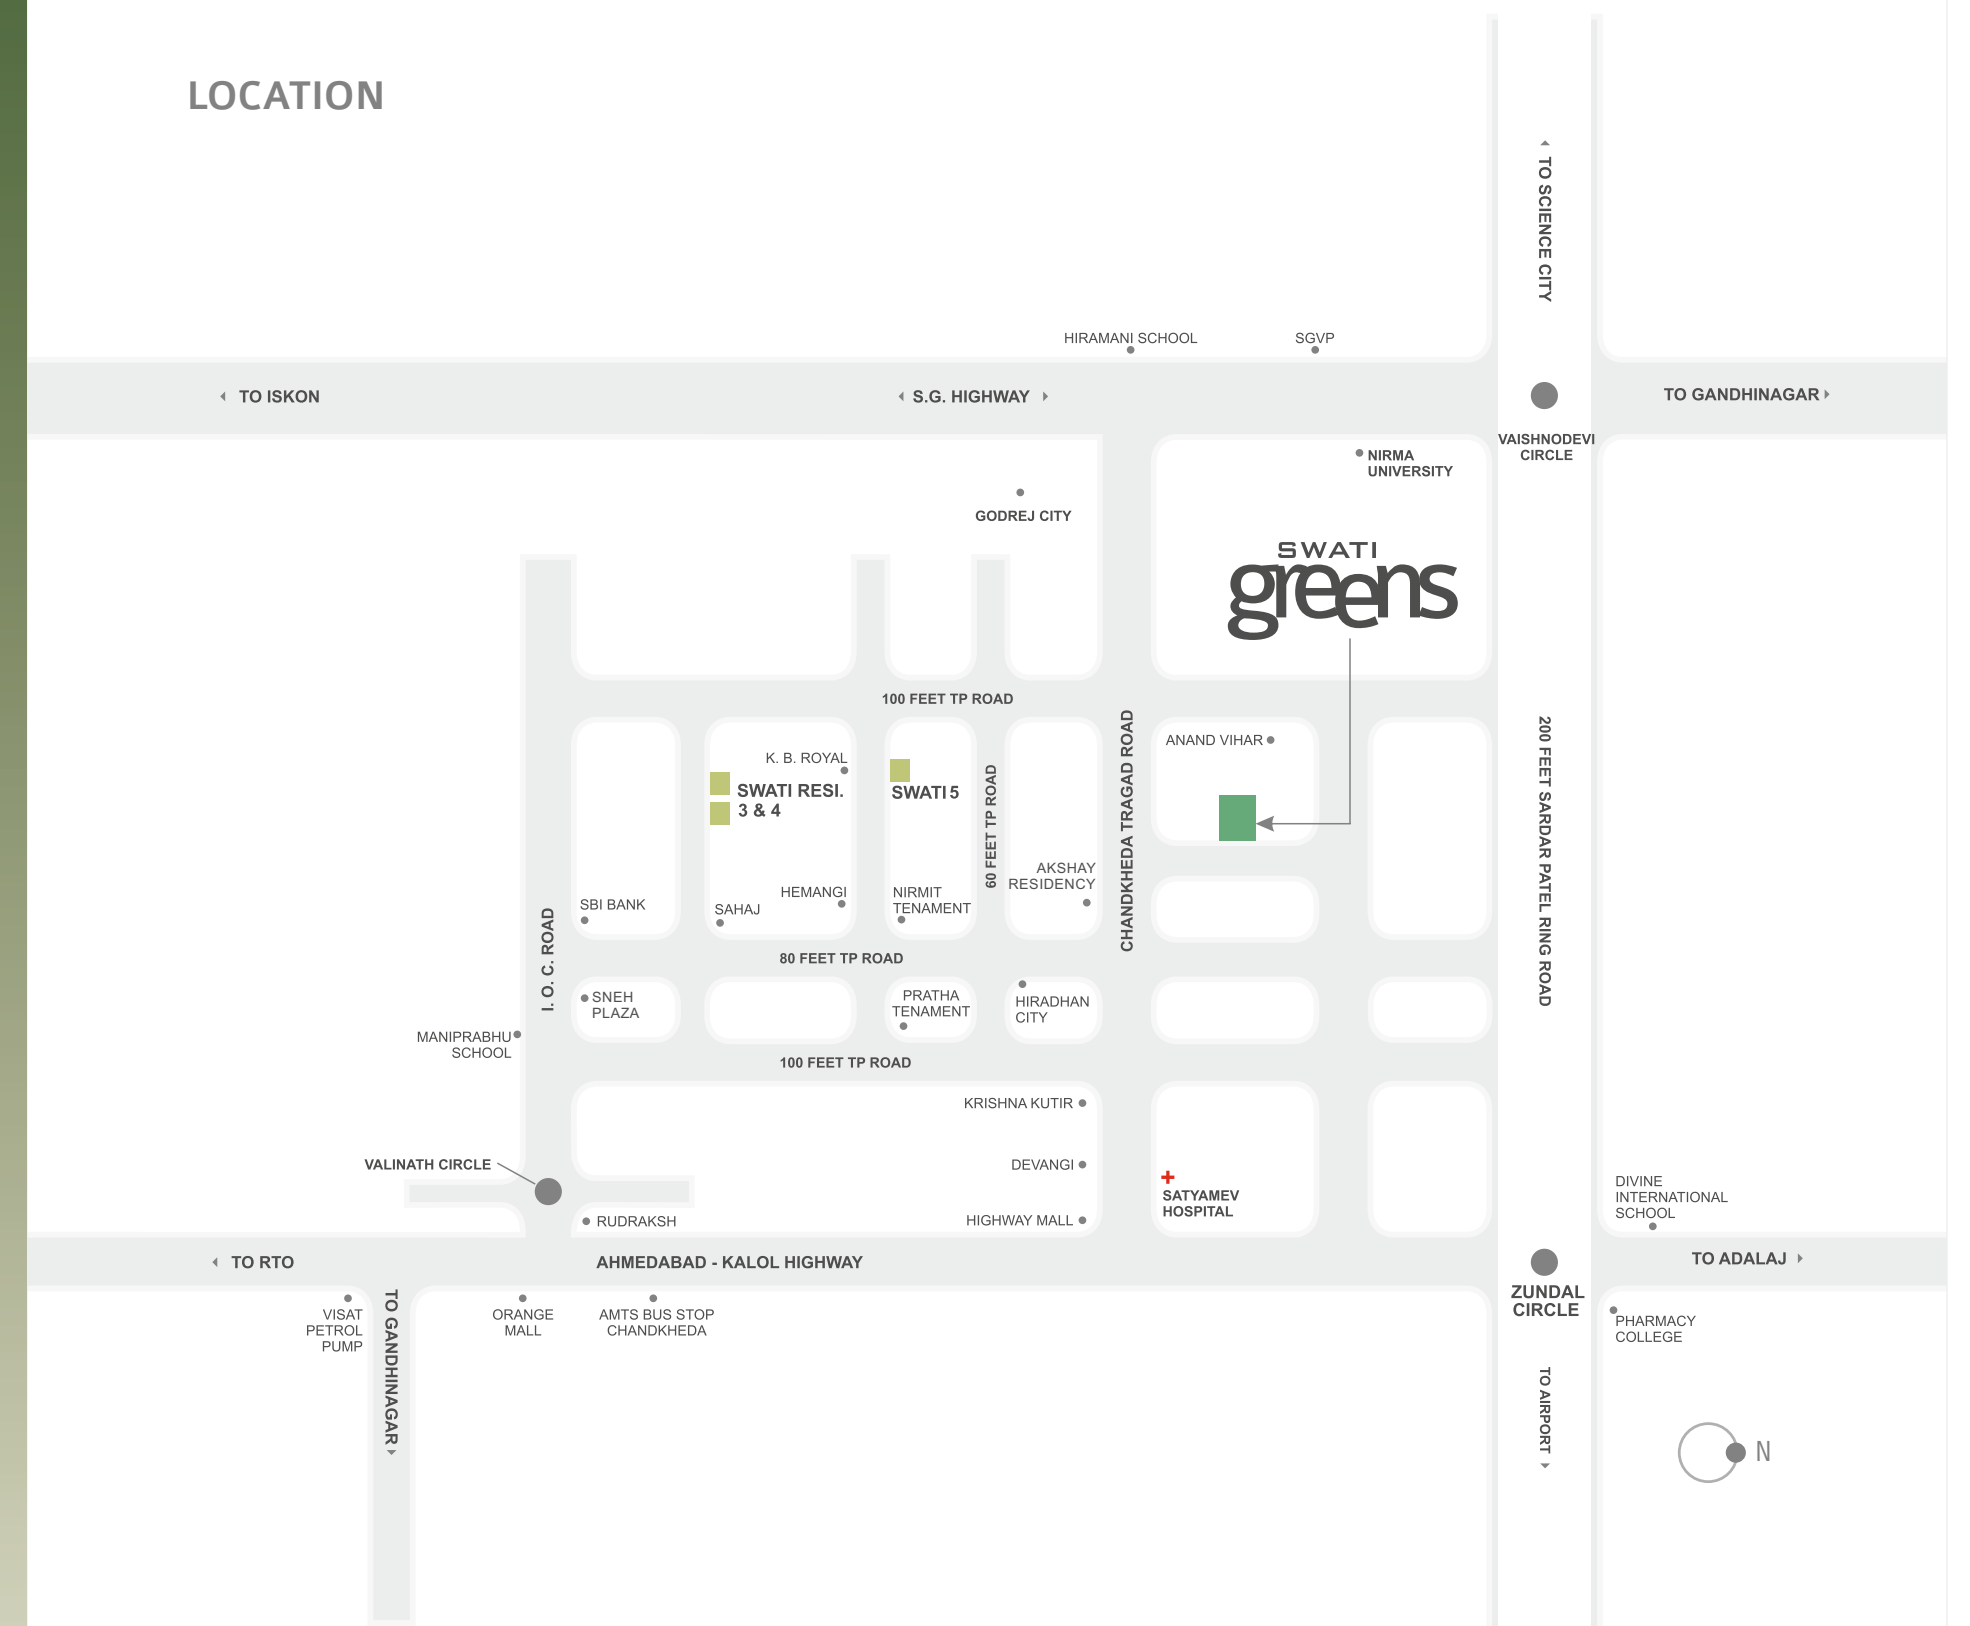 LOCATION
TO SCIENCE CITY
HIRAMANI SCHOOL
SGVP
TO ISKON
S.G. HIGHWAY
TO GANDHINAGAR
VAISHNODEVI
CIRCLE
NIRMA
UNIVERSITY
GODREJ CITY
SWATI
greens
100 FEET TP ROAD
CHANDKHEDA TRAGAD ROAD
200 FEET SARDAR PATEL RING ROAD
ANAND VIHAR
K. B. ROYAL
SWATI RESI.
3 & 4
SWATI 5
60 FEET TP ROAD
AKSHAY
RESIDENCY
HEMANGI
NIRMIT
TENAMENT
SBI BANK
SAHAJ
I. O. C. ROAD
80 FEET TP ROAD
SNEH
PLAZA
PRATHA
TENAMENT
HIRADHAN
CITY
MANIPRABHU
SCHOOL
100 FEET TP ROAD
KRISHNA KUTIR
VALINATH CIRCLE
DEVANGI
SATYAMEV
HOSPITAL
DIVINE
INTERNATIONAL
SCHOOL
RUDRAKSH
HIGHWAY MALL
TO RTO
AHMEDABAD - KALOL HIGHWAY
TO ADALAJ
ZUNDAL
CIRCLE
TO GANDHINAGAR
VISAT
PETROL
PUMP
ORANGE
MALL
AMTS BUS STOP
CHANDKHEDA
PHARMACY
COLLEGE
TO AIRPORT
N